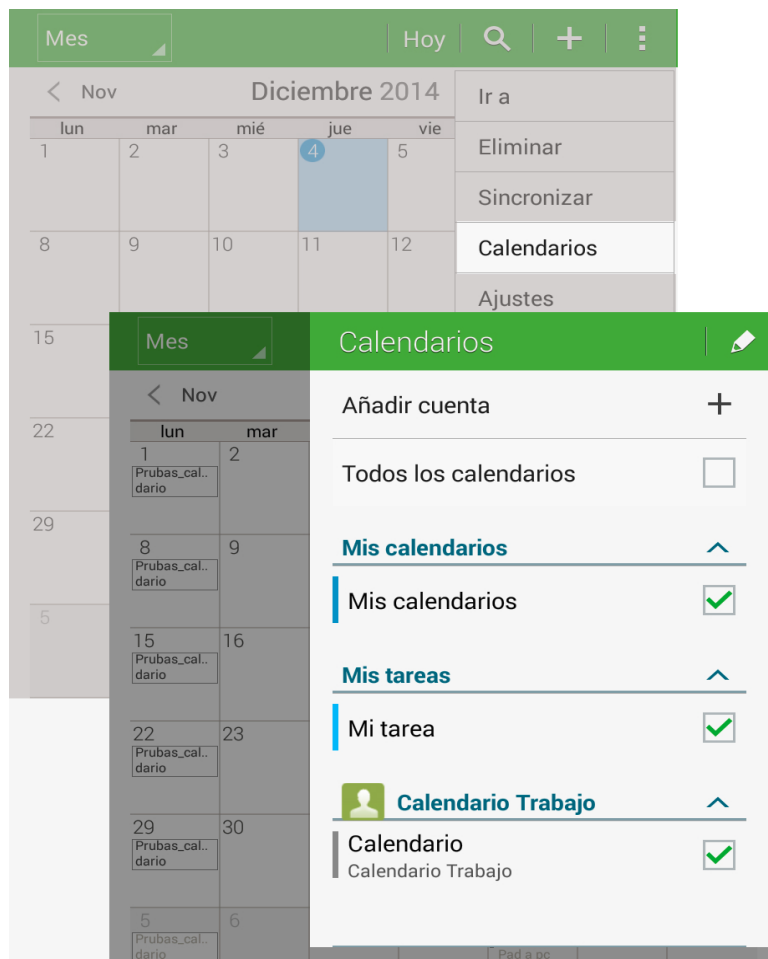 Mes
Hoy
Nov
Diciembre 2014
lun mar mié jue vie
1 2 3 4 5
8 9 10 11 12
15
22
29
5
Ir a
Eliminar
Sincronizar
Calendarios
Ajustes
Mes
Nov
lun mar
1 2
Prubas_cal..
dario
8 9
Prubas_cal..
dario
15 16
Prubas_cal..
dario
22 23
Prubas_cal..
dario
29 30
Prubas_cal..
dario
5 6
Prubas_cal..
dario
Calendarios
Añadir cuenta
Todos los calendarios
Mis calendarios
Mis calendarios
Mis tareas
Mi tarea
Calendario Trabajo
Calendario
Calendario Trabajo
Pad a pc